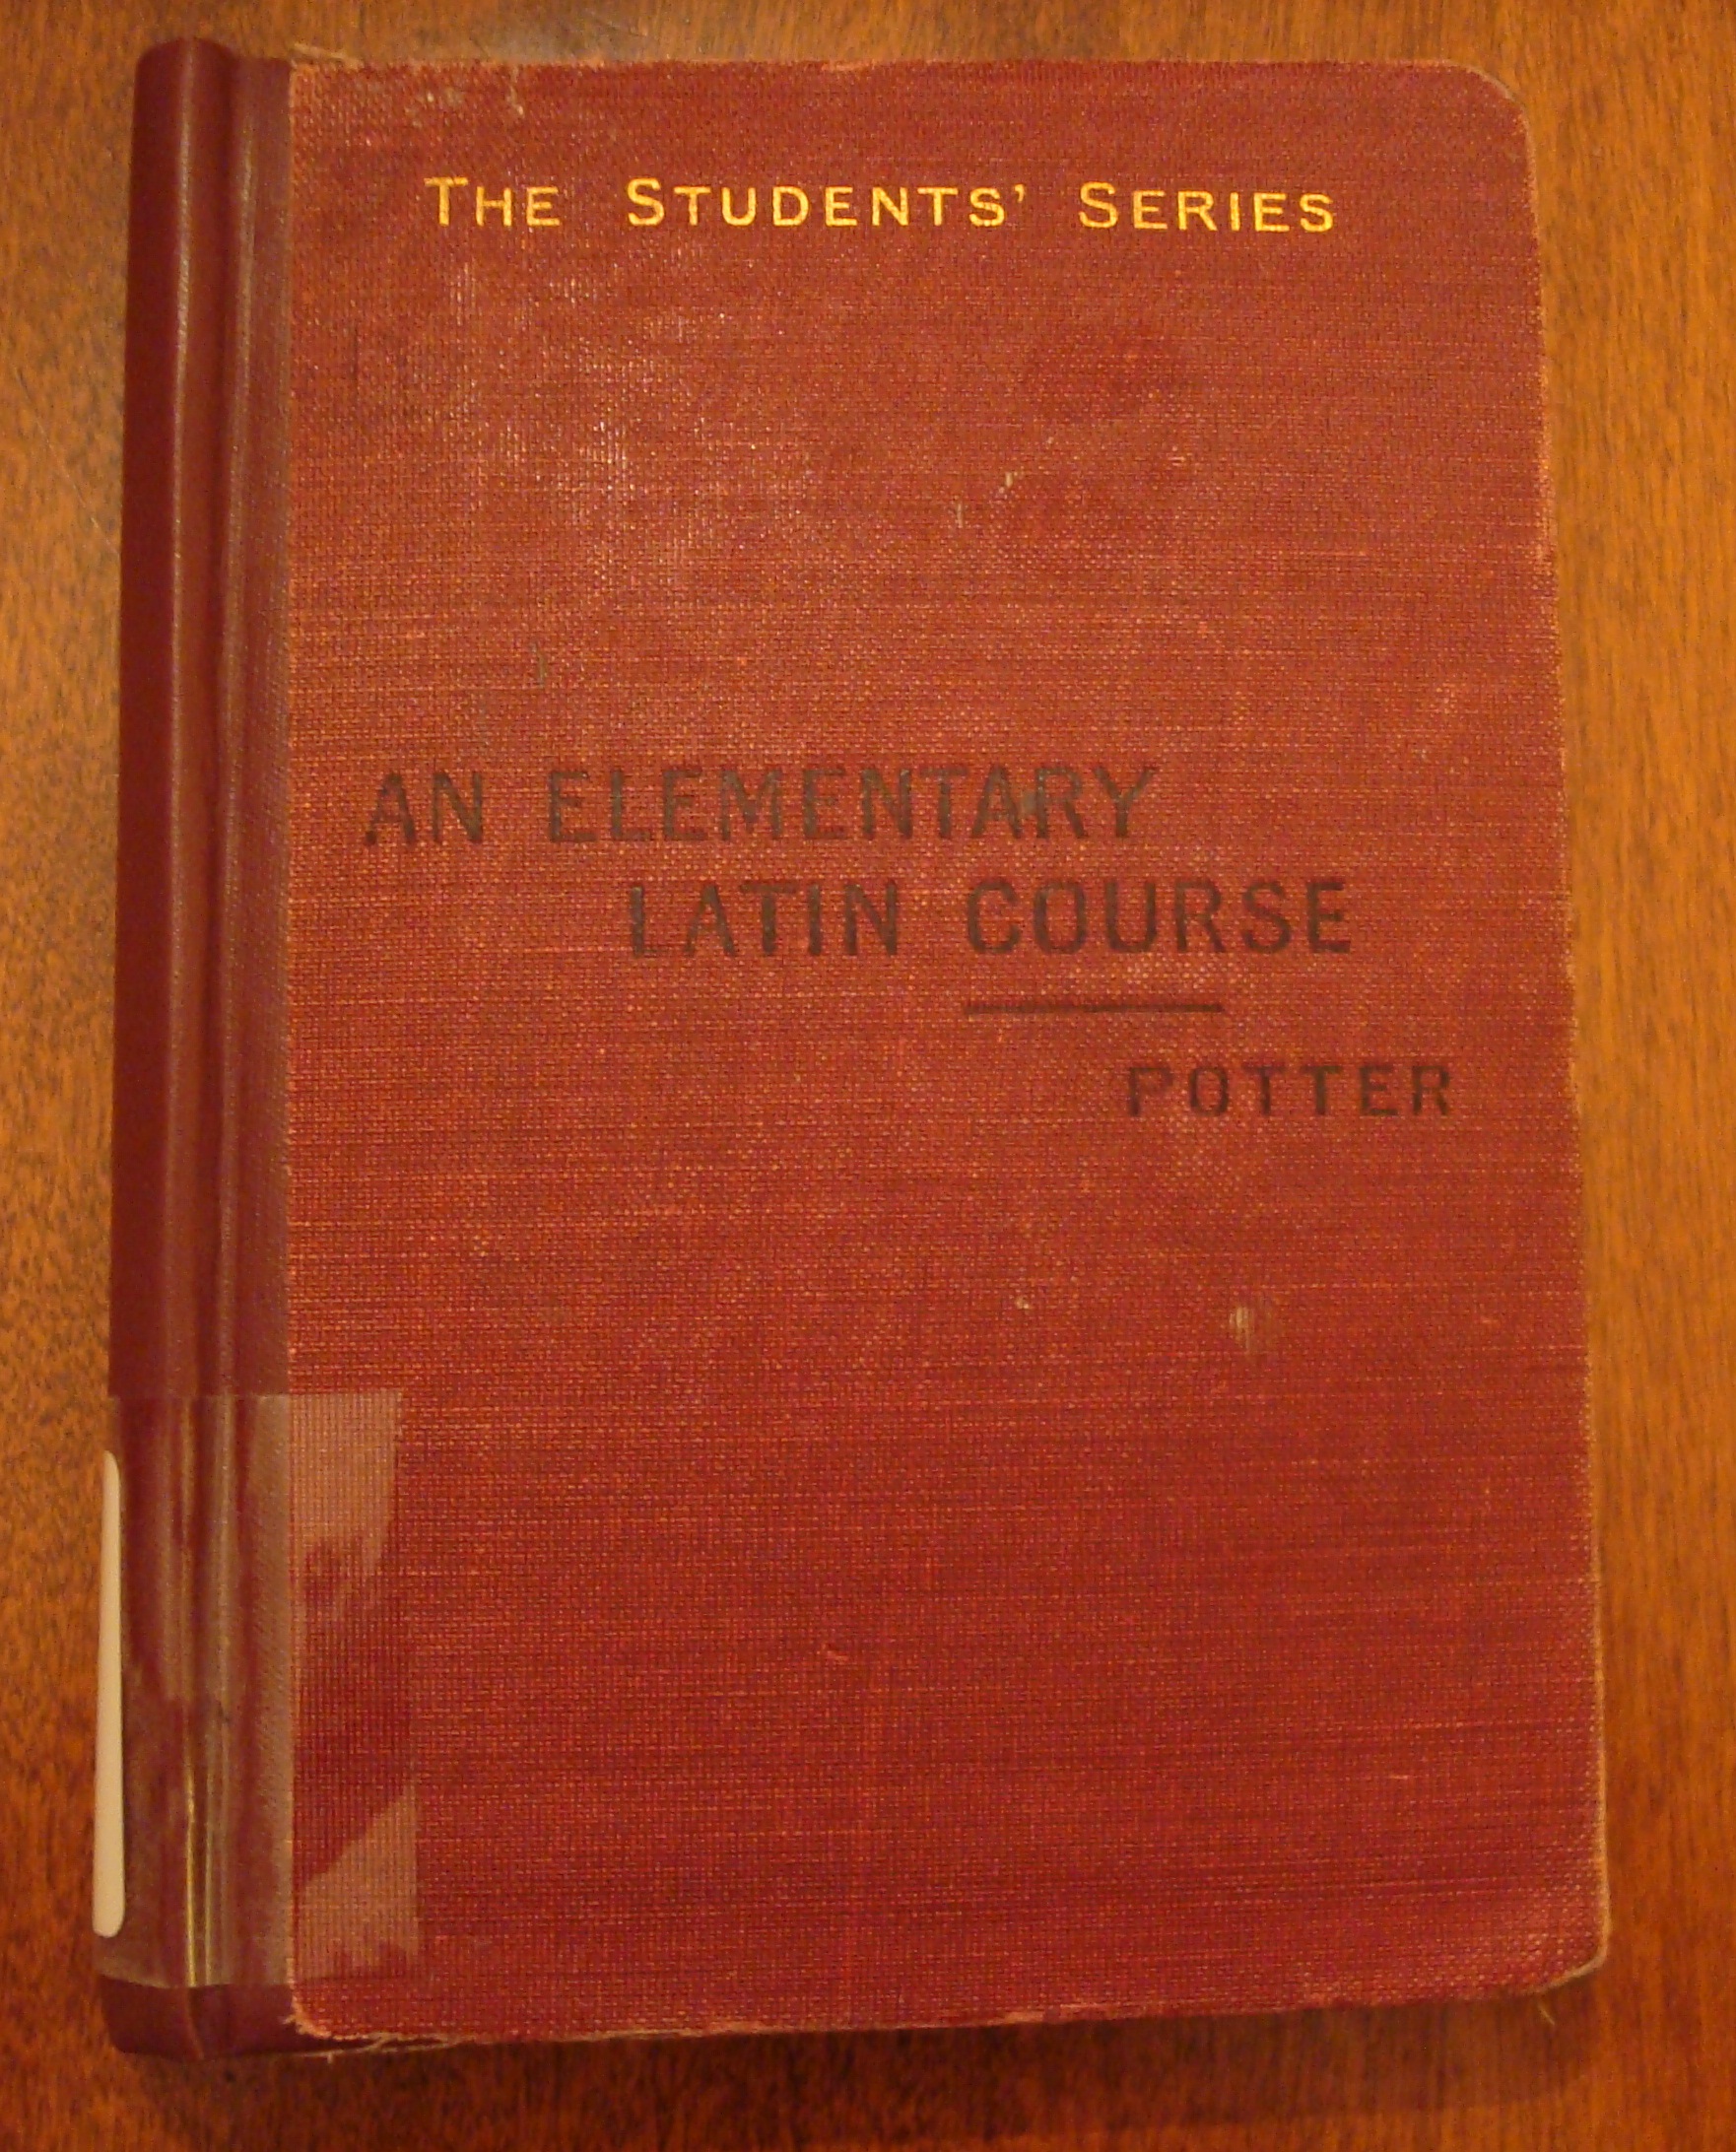 THE STUDENTS' SERIES
AN ELEMENTARY
LATIN COURSE
POTTER